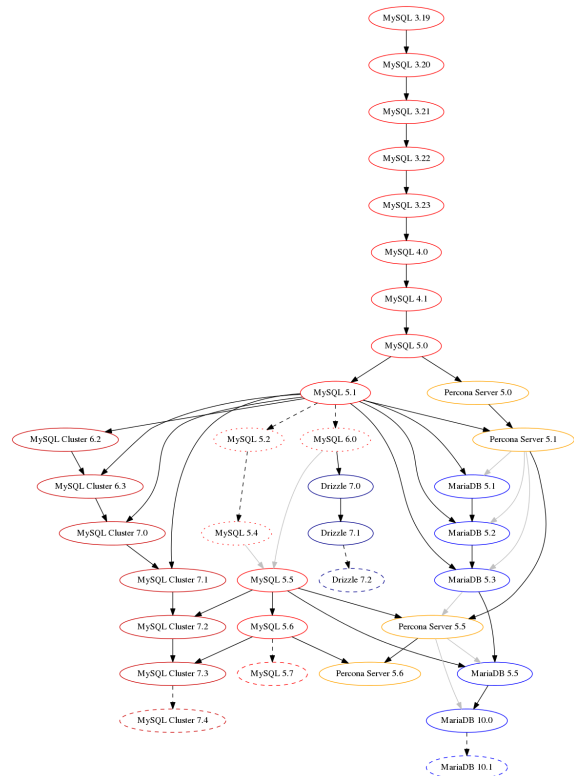 MySQL 3.19
MySQL 3.20
MySQL 3.21
MySQL 3.22
MySQL 3.23
MySQL 4.0
MySQL 4.1
MySQL 5.0
MySQL 5.1
Percona Server 5.0
MySQL Cluster 6.2
MySQL 5.2
MySQL 6.0
Percona Server 5.1
MySQL Cluster 6.3
Drizzle 7.0
MariaDB 5.1
MySQL Cluster 7.0
MySQL 5.4
Drizzle 7.1
MariaDB 5.2
MySQL Cluster 7.1
MySQL 5.5
Drizzle 7.2
MariaDB 5.3
MySQL Cluster 7.2
MySQL 5.6
Percona Server 5.5
MySQL Cluster 7.3
MySQL 5.7
Percona Server 5.6
MariaDB 5.5
MySQL Cluster 7.4
MariaDB 10.0
MariaDB 10.1